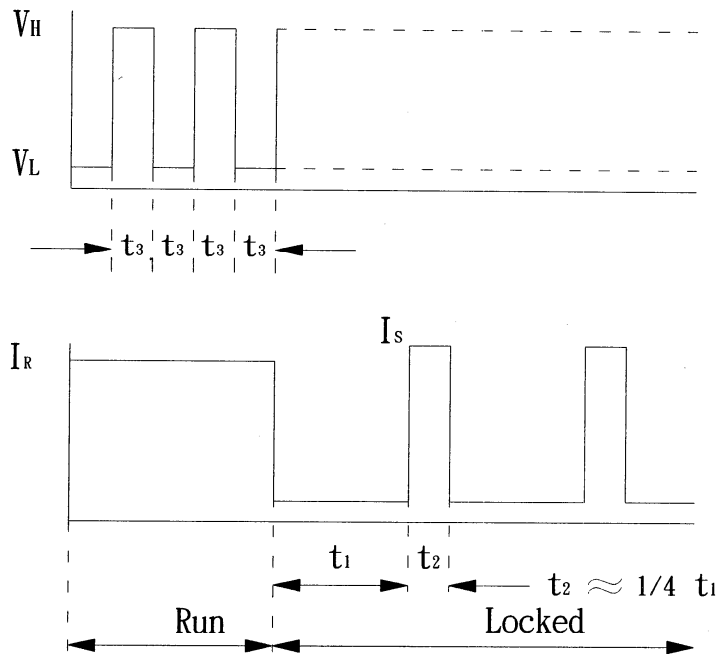 VH
VL
t3 t3 t3 t3
IR
IS
t1 t2
t2 ≈ 1/4 t1
Run Locked